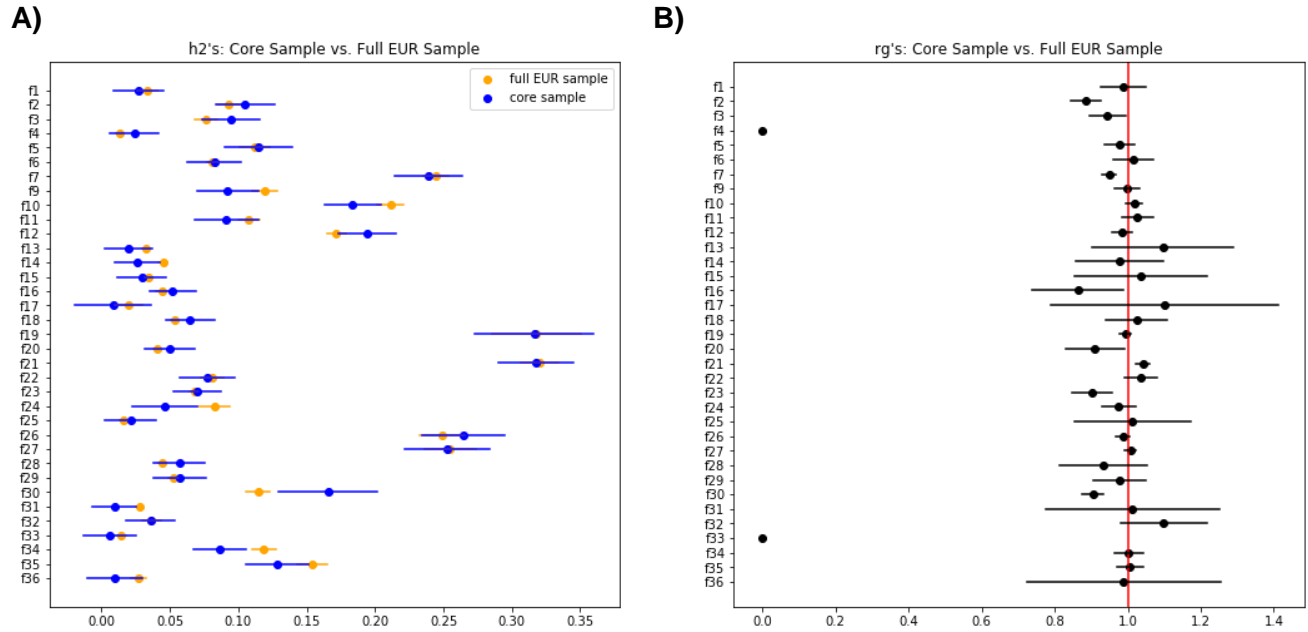 A)
h2's: Core Sample vs. Full EUR Sample
full EUR sample
core sample
f1
f2
f3
f4
f5
f6
f7
f9
f10
f11
f12
f13
f14
f15
f16
f17
f18
f19
f20
f21
f22
f23
f24
f25
f26
f27
f28
f29
f30
f31
f32
f33
f34
f35
f36
0.00 0.05 0.10 0.15 0.20 0.25 0.30 0.35
B)
rg's: Core Sample vs. Full EUR Sample
f1
f2
f3
f4
f5
f6
f7
f9
f10
f11
f12
f13
f14
f15
f16
f17
f18
f19
f20
f21
f22
f23
f24
f25
f26
f27
f28
f29
f30
f31
f32
f33
f34
f35
f36
0.0 0.2 0.4 0.6 0.8 1.0 1.2 1.4